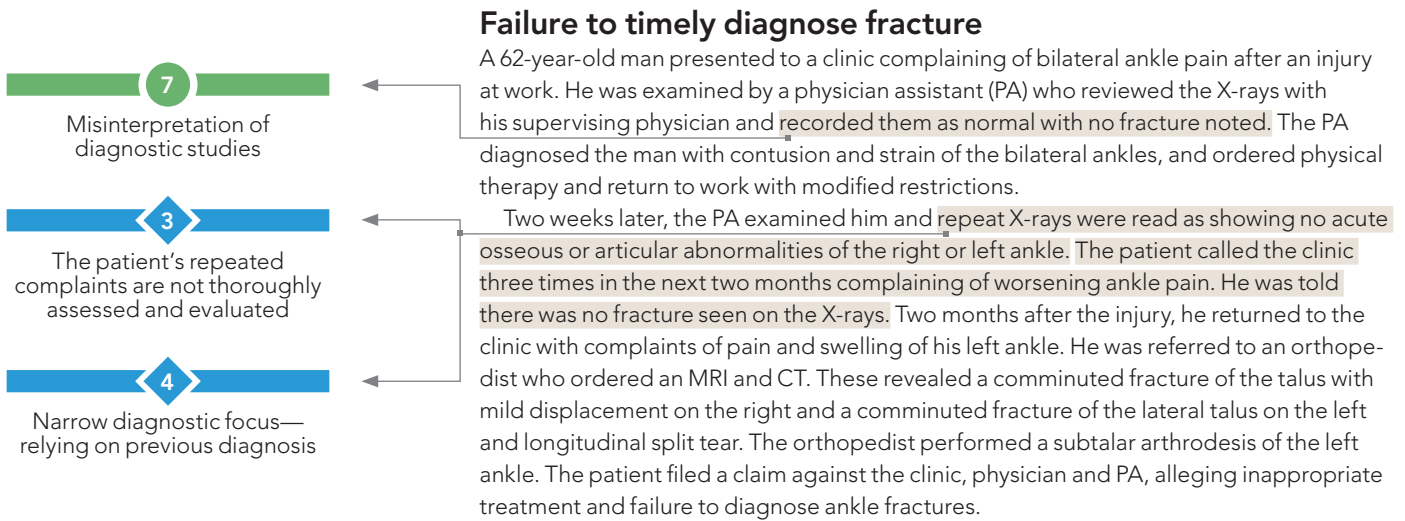 Failure to timely diagnose fracture
A 62-year-old man presented to a clinic complaining of bilateral ankle pain after an injury
at work. He was examined by a physician assistant (PA) who reviewed the X-rays with
his supervising physician and recorded them as normal with no fracture noted. The PA
diagnosed the man with contusion and strain of the bilateral ankles, and ordered physical
therapy and return to work with modified restrictions.
Two weeks later, the PA examined him and repeat X-rays were read as showing no acute
osseous or articular abnormalities of the right or left ankle. The patient called the clinic
three times in the next two months complaining of worsening ankle pain. He was told
there was no fracture seen on the X-rays. Two months after the injury, he returned to the
clinic with complaints of pain and swelling of his left ankle. He was referred to an orthope-
dist who ordered an MRI and CT. These revealed a comminuted fracture of the talus with
mild displacement on the right and a comminuted fracture of the lateral talus on the left
and longitudinal split tear. The orthopedist performed a subtalar arthrodesis of the left
ankle. The patient filed a claim against the clinic, physician and PA, alleging inappropriate
treatment and failure to diagnose ankle fractures.
7
Misinterpretation of
diagnostic studies
3
The patient's repeated
complaints are not thoroughly
assessed and evaluated
4
Narrow diagnostic focus—
relying on previous diagnosis